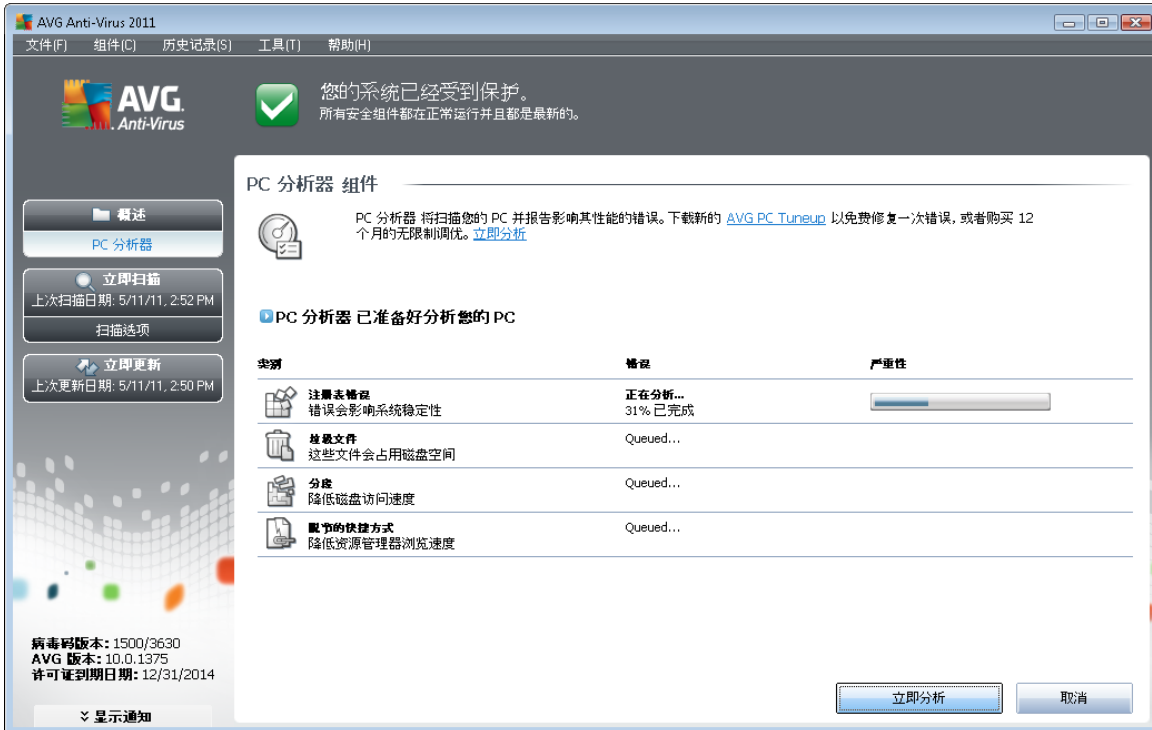 AVG Anti-Virus 2011
文件(F) 组件(C) 历史记录(S) 工具(T) 帮助(H)
AVG.
Anti-Virus
您的系统已经受到保护。
所有安全组件都在正常运行并且都是最新的。
概述
PC 分析器
立即扫描
上次扫描日期: 5/11/11, 2:52 PM
扫描选项
立即更新
上次更新日期: 5/11/11, 2:50 PM
病毒码版本: 1500/3630
AVG 版本: 10.0.1375
许可证到期日期: 12/31/2014
显示通知
PC 分析器 组件
PC 分析器 将扫描您的 PC 并报告影响其性能的错误。下载新的 AVG PC Tuneup 以免费修复一次错误, 或者购买 12
个月的无限制调优。立即分析
PC 分析器 已准备好分析您的 PC
类别 错误 严重性
注册表错误 正在分析...
错误会影响系统稳定性 31% 已完成
垃圾文件 Queued...
这些文件会占用磁盘空间
分段 Queued...
降低磁盘访问速度
脱节的快捷方式 Queued...
降低资源管理器浏览速度
立即分析 取消